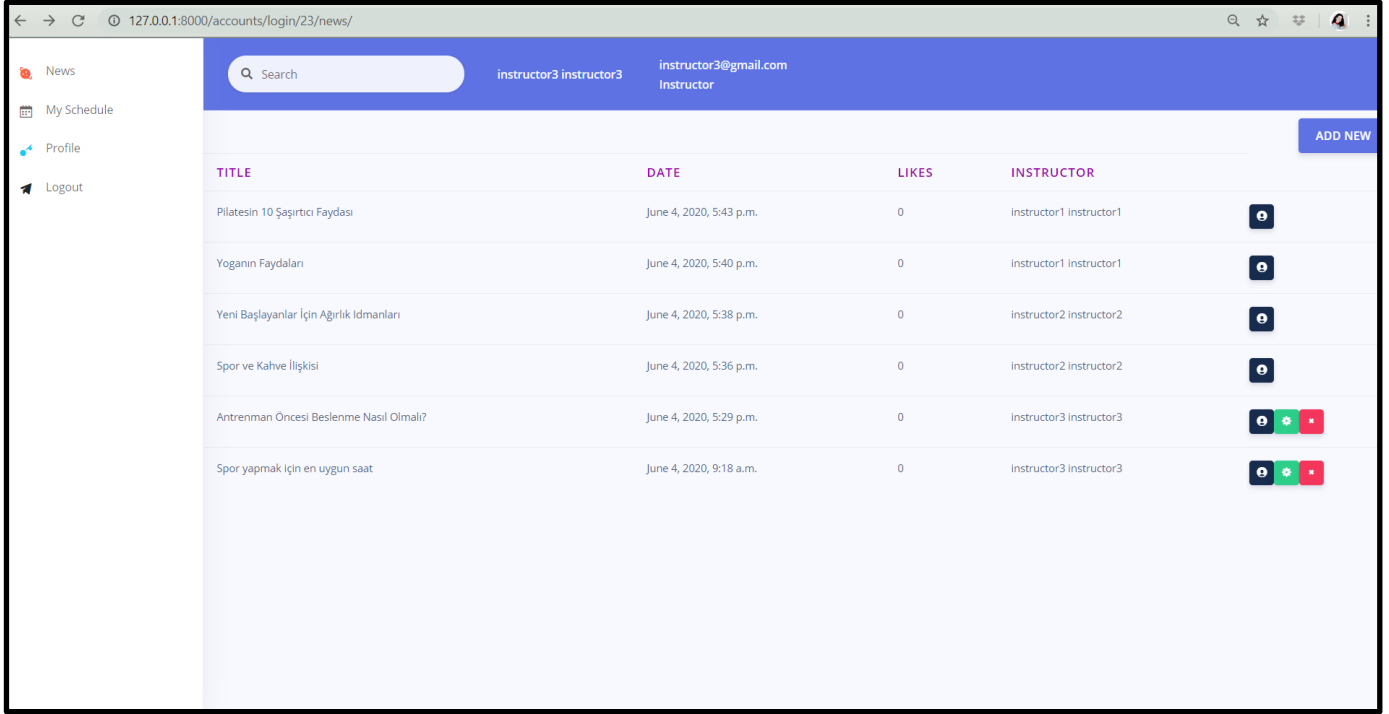 127.0.0.1:8000/accounts/login/23/news/
News
My Schedule
Profile
Logout
Search
instructor3 instructor3
instructor3@gmail.com
Instructor
ADD NEW
TITLE DATE LIKES INSTRUCTOR
Pilatesin 10 Şaşırtıcı Faydası June 4, 2020, 5:43 p.m. 0 instructor1 instructor1
Yoganın Faydaları June 4, 2020, 5:40 p.m. 0 instructor1 instructor1
Yeni Başlayanlar İçin Ağırlık Idmanları June 4, 2020, 5:38 p.m. 0 instructor2 instructor2
Spor ve Kahve İlişkisi June 4, 2020, 5:36 p.m. 0 instructor2 instructor2
Antrenman Öncesi Beslenme Nasıl Olmalı? June 4, 2020, 5:29 p.m. 0 instructor3 instructor3
Spor yapmak için en uygun saat June 4, 2020, 9:18 a.m. 0 instructor3 instructor3